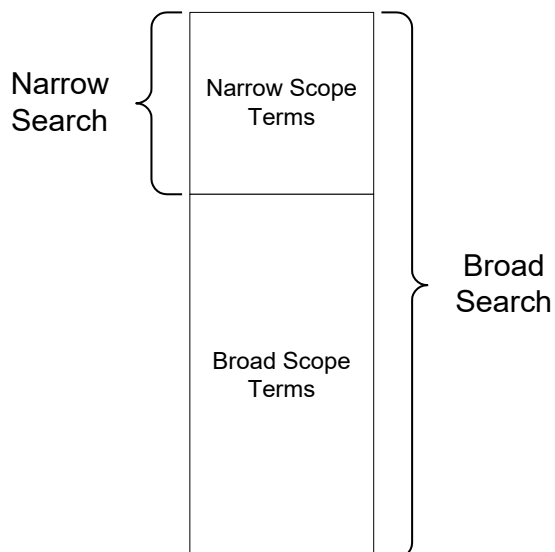 Narrow
Search
Narrow Scope
Terms
Broad
Search
Broad Scope
Terms